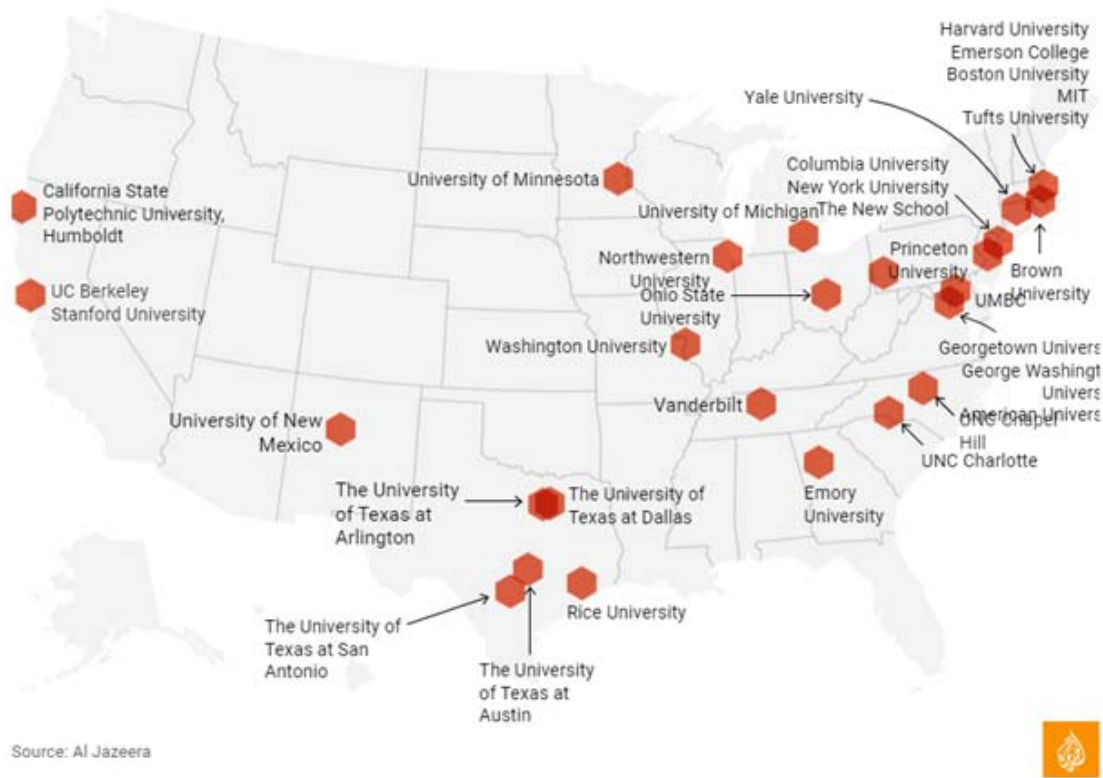 Harvard University
Emerson College
Boston University
MIT
Tufts University
Yale University
Columbia University
New York University
The New School
University of Minnesota
University of Michigan
California State
Polytechnic University,
Humboldt
Northwestern
University
Princeton
University
Brown
University
UC Berkeley
Stanford University
Ohio State
University
UMBC
Washington University
Georgetown Univers
George Washingt
Univers
American Univers
UNC Chapel
Hill
Vanderbilt
University of New
Mexico
UNC Charlotte
The University
of Texas at
Arlington
The University of
Texas at Dallas
Emory
University
Rice University
The University of
Texas at San
Antonio
The University
of Texas at
Austin
Source: Al Jazeera